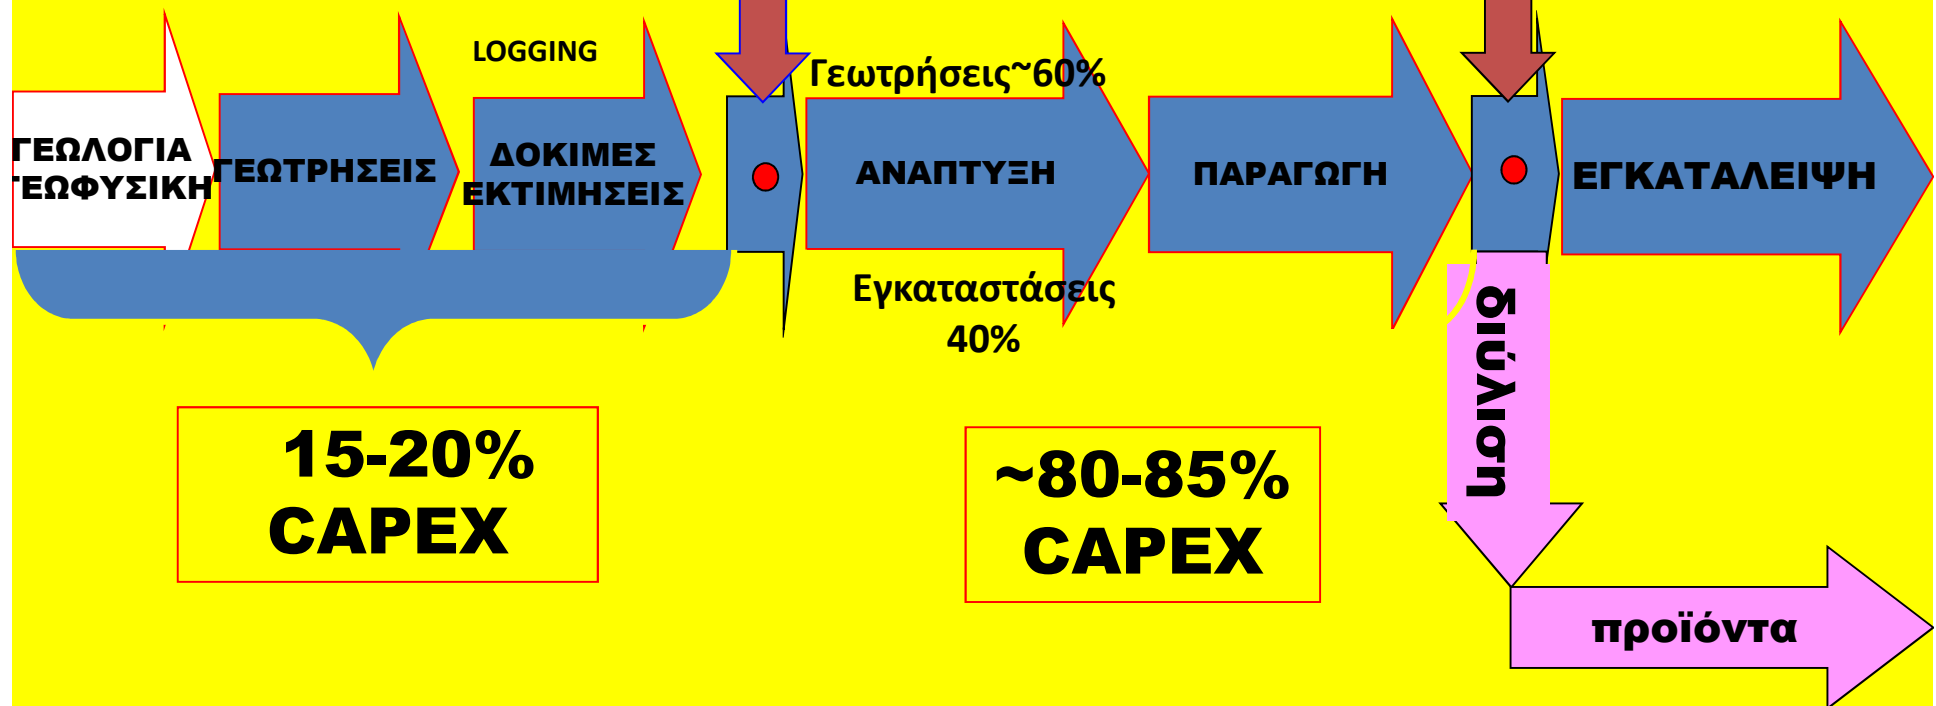 LOGGING
Γεωτρήσεις~60%
ΓΕΩΛΟΓΙΑ
ΓΕΩΦΥΣΙΚΗ
ΓΕΩΤΡΗΣΕΙΣ
ΔΟΚΙΜΕΣ
ΕΚΤΙΜΗΣΕΙΣ
ΑΝΑΠΤΥΞΗ
ΠΑΡΑΓΩΓΗ
ΕΓΚΑΤΑΛΕΙΨΗ
Εγκαταστάσεις
40%
διύλιση
15-20%
CAPEX
~80-85%
CAPEX
προϊόντα